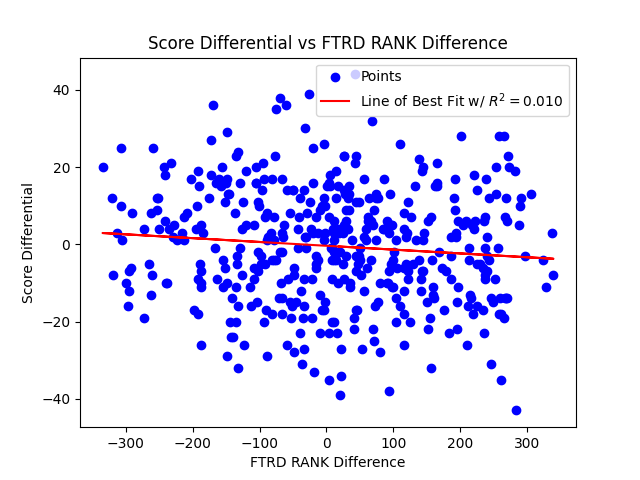 Score Differential vs FTRD RANK Difference
Points
Line of Best Fit w/ R² = 0.010
40
20
0
−20
−40
Score Differential
−300 −200 −100 0 100 200 300
FTRD RANK Difference